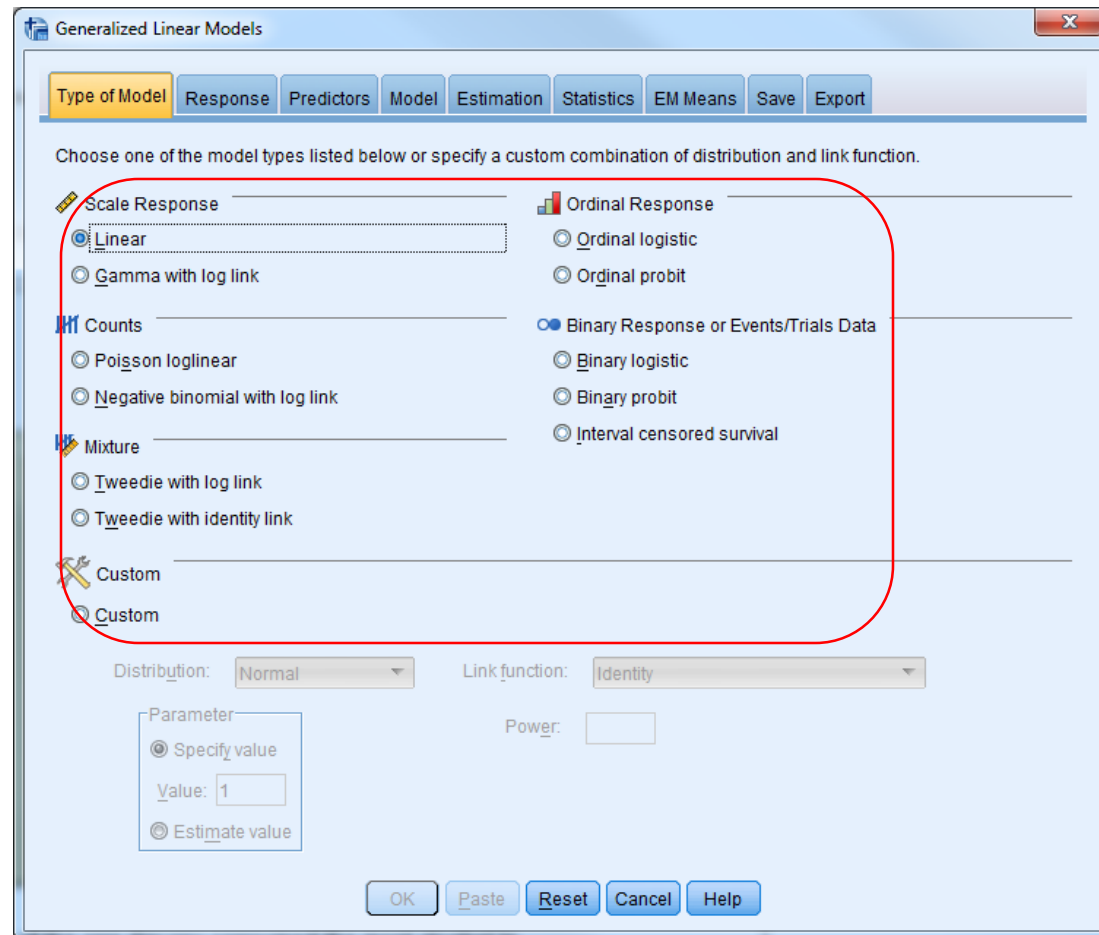 Generalized Linear Models
Type of Model Response Predictors Model Estimation Statistics EM Means Save Export
Choose one of the model types listed below or specify a custom combination of distribution and link function.
Scale Response
Linear
Gamma with log link
Counts
Poisson loglinear
Negative binomial with log link
Mixture
Tweedie with log link
Tweedie with identity link
Ordinal Response
Ordinal logistic
Ordinal probit
Binary Response or Events/Trials Data
Binary logistic
Binary probit
Interval censored survival
Custom
Custom
Distribution: Normal Link function: Identity
Parameter
Specify value
Value: 1
Estimate value
Power:
OK Paste Reset Cancel Help